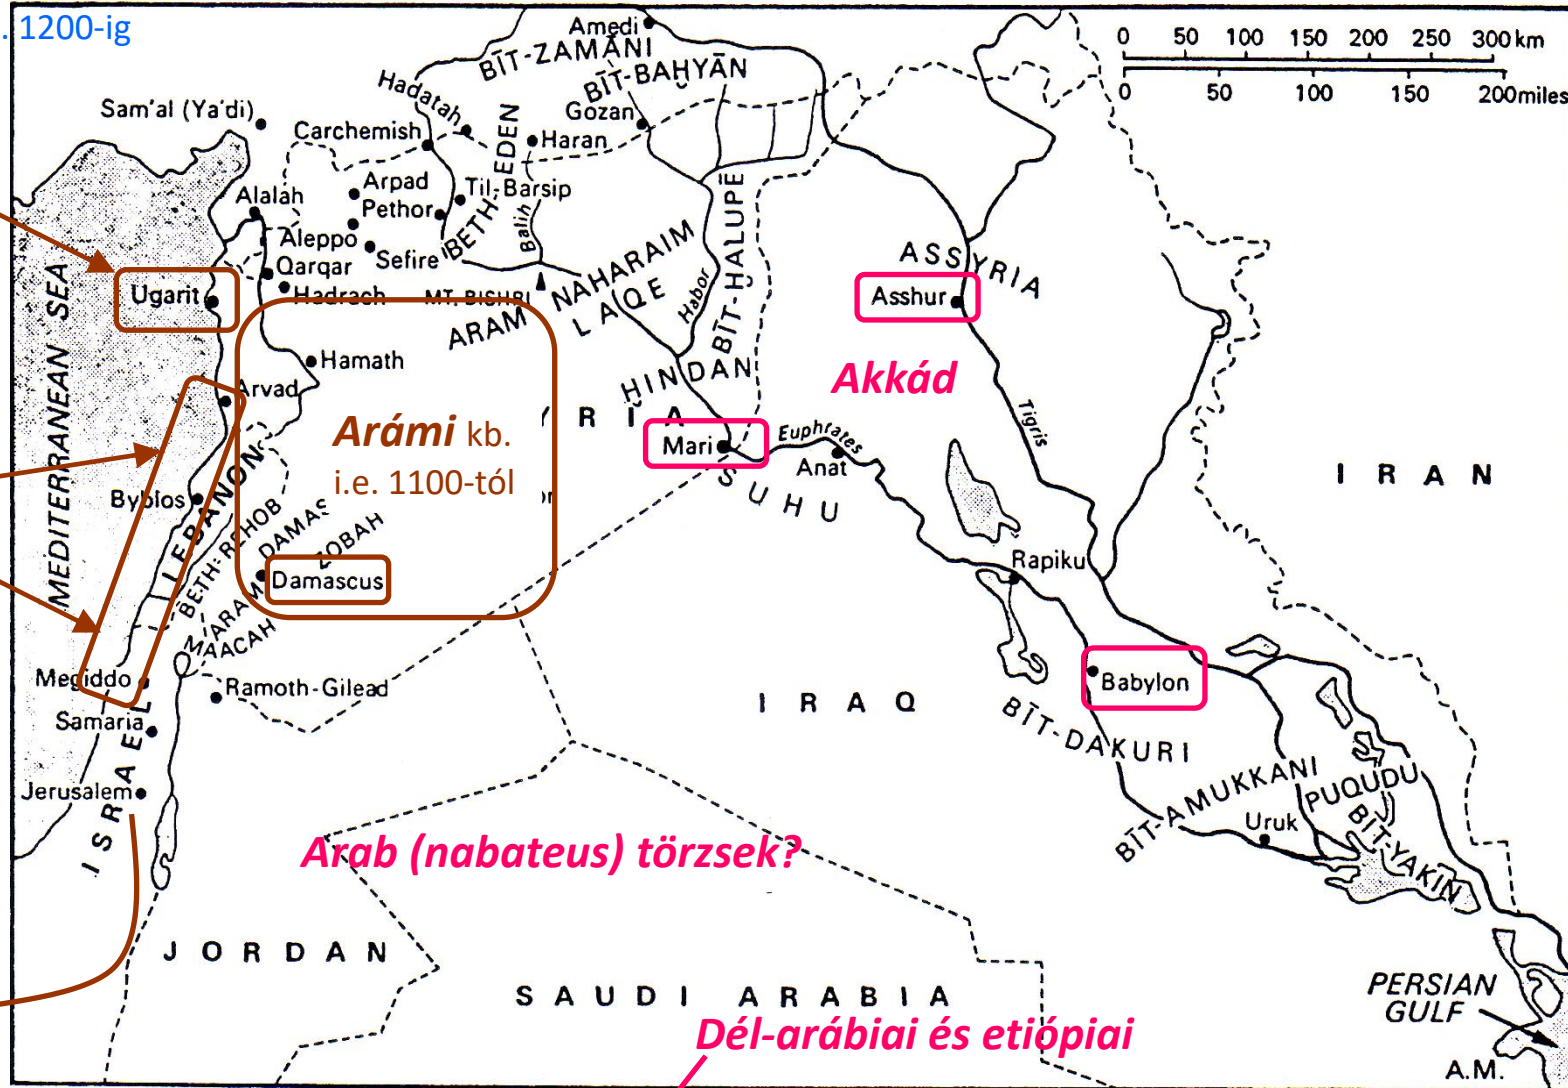 . 1200-ig
Amedi
BĪT-ZAMĀNI
BĪT-BAḪYĀN
0 50 100 150 200 250 300 km
0 50 100 150 200 miles
Hadatah
Sam'al (Ya'di)
Carchemish
Gozan
Haran
BETH-EDEN
Arpad
Til-Barsip
Pethor
Alalah
Balih
Aleppo
Sefire
Qarqar
Hadrach
MT. BISHRI
ARAM NAHARAIM
LAQE
Habor
BĪT-ḪALUPĒ
ASSYRIA
Ugarit
Asshur
MEDITERRANEAN SEA
Hamath
HINDAN
Akkád
Arvad
Arámi kb.
i.e. 1100-tól
YRIA
Mari
Euphrates
Anat
Tigris
SUHU
IRAN
Byblos
LEBANON
BETH-REHOB
ARAM DAMAS
ZOBAH
Damascus
Rapiku
MAACAH
Megiddo
Ramoth-Gilead
Babylon
Samaria
IRAQ
BĪT-DAKURI
Jerusalem
ISRAEL
BĪT-AMUKKANI
PUQUDU
Uruk
BĪT-YAKIN
Arab (nabateus) törzsek?
JORDAN
SAUDI ARABIA
PERSIAN
GULF
Dél-arábiai és etiópiai
A.M.